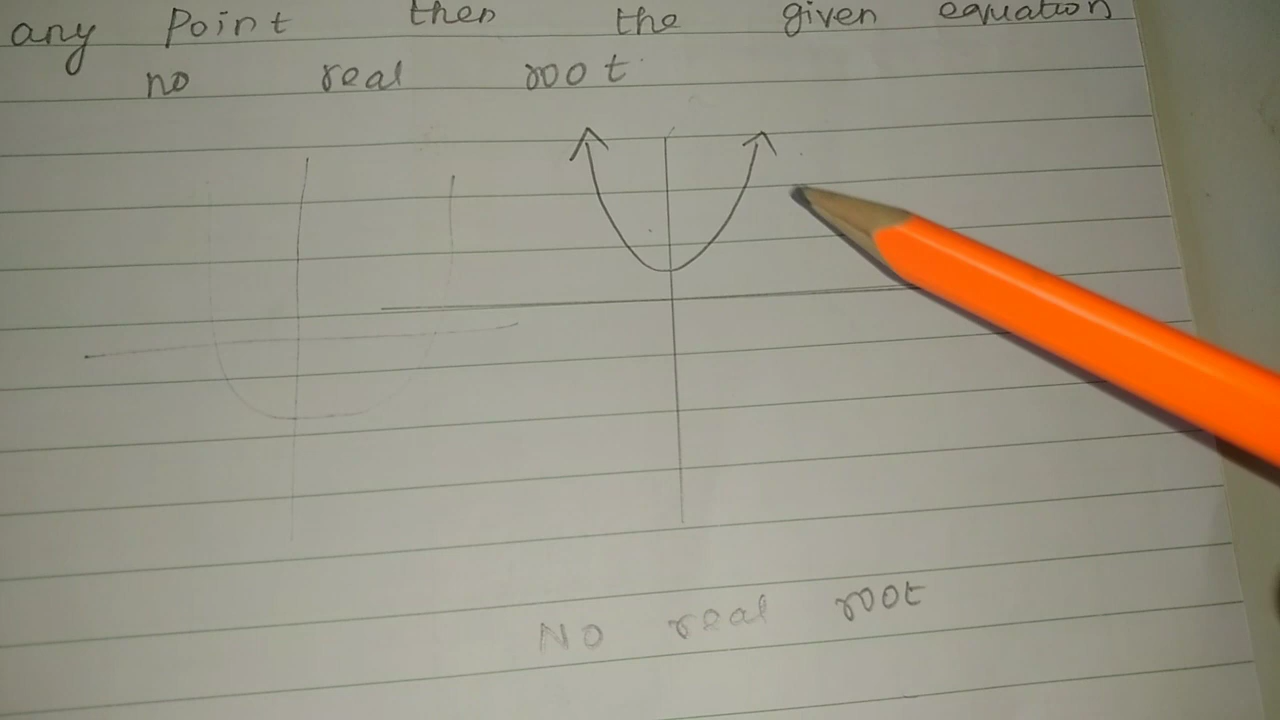 any Point then the given equation
no real root
No real root